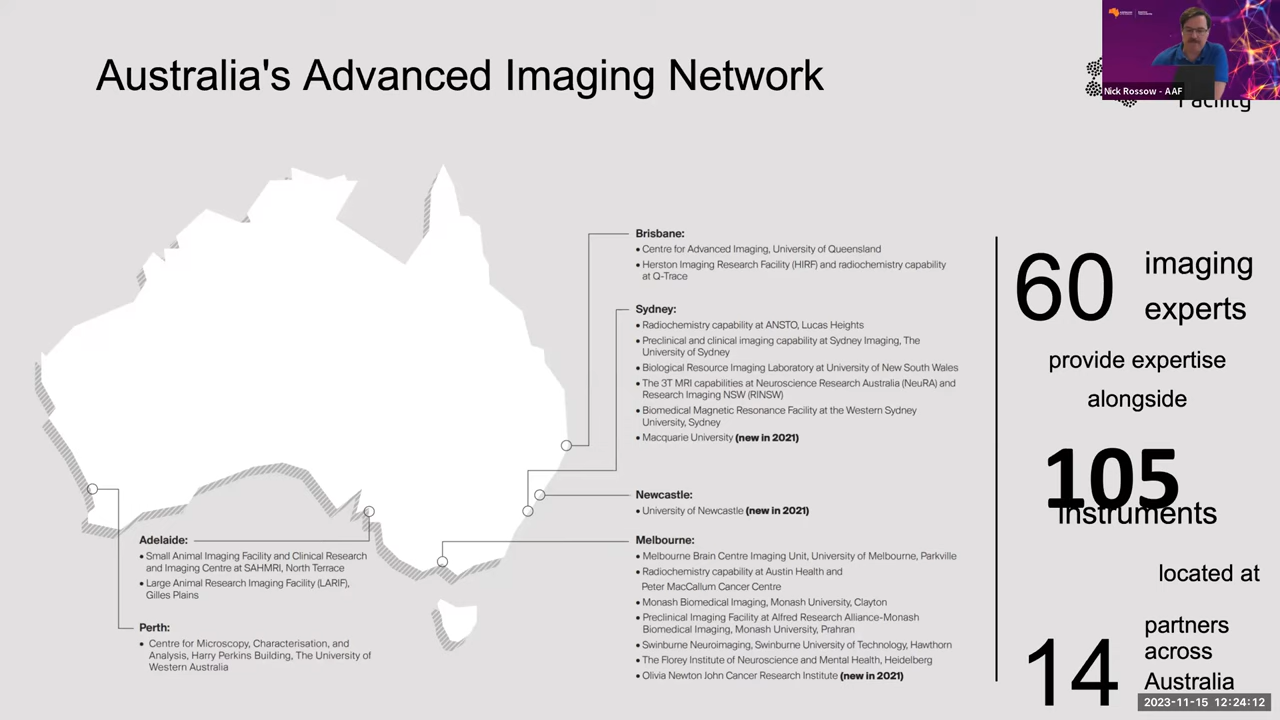 Australia's Advanced Imaging Network
Nick Rossow - AAF
Facility
Brisbane:
• Centre for Advanced Imaging, University of Queensland
• Herston Imaging Research Facility (HIRF) and radiochemistry capability
at Q-Trace
Sydney:
• Radiochemistry capability at ANSTO, Lucas Heights
• Preclinical and clinical imaging capability at Sydney Imaging, The
University of Sydney
• Biological Resource Imaging Laboratory at University of New South Wales
• The 3T MRI capabilities at Neuroscience Research Australia (NeuRA) and
Research Imaging NSW (RINSW)
• Biomedical Magnetic Resonance Facility at the Western Sydney
University, Sydney
• Macquarie University (new in 2021)
Newcastle:
• University of Newcastle (new in 2021)
Melbourne:
• Melbourne Brain Centre Imaging Unit, University of Melbourne, Parkville
• Radiochemistry capability at Austin Health and
Peter MacCallum Cancer Centre
• Monash Biomedical Imaging, Monash University, Clayton
• Preclinical Imaging Facility at Alfred Research Alliance-Monash
Biomedical Imaging, Monash University, Prahran
• Swinburne Neuroimaging, Swinburne University of Technology, Hawthorn
• The Florey Institute of Neuroscience and Mental Health, Heidelberg
• Olivia Newton John Cancer Research Institute (new in 2021)
Adelaide:
• Small Animal Imaging Facility and Clinical Research
and Imaging Centre at SAHMRI, North Terrace
• Large Animal Research Imaging Facility (LARIF),
Gilles Plains
Perth:
• Centre for Microscopy, Characterisation, and
Analysis, Harry Perkins Building, The University of
Western Australia
60 imaging
experts
provide expertise
alongside
105
instruments
located at
14 partners
across
Australia
2023-11-15 12:24:12